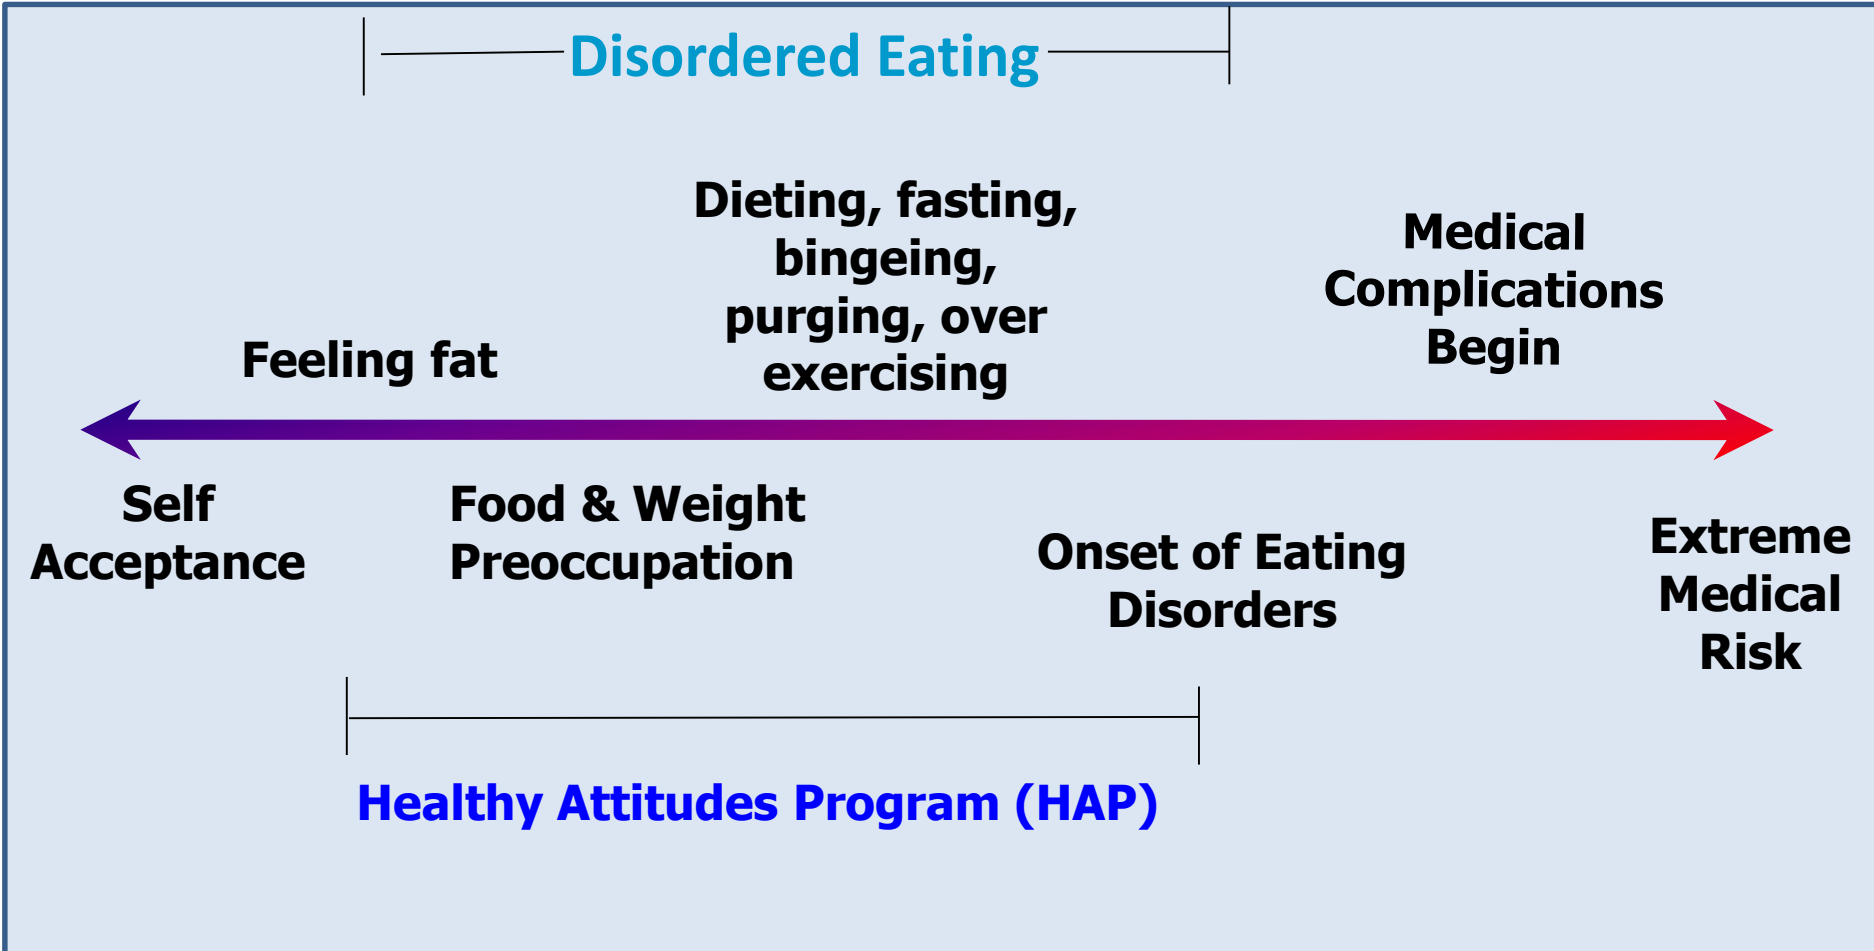 Disordered Eating
Dieting, fasting,
bingeing,
purging, over
exercising
Medical
Complications
Begin
Feeling fat
Self
Acceptance
Food & Weight
Preoccupation
Onset of Eating
Disorders
Extreme
Medical
Risk
Healthy Attitudes Program (HAP)